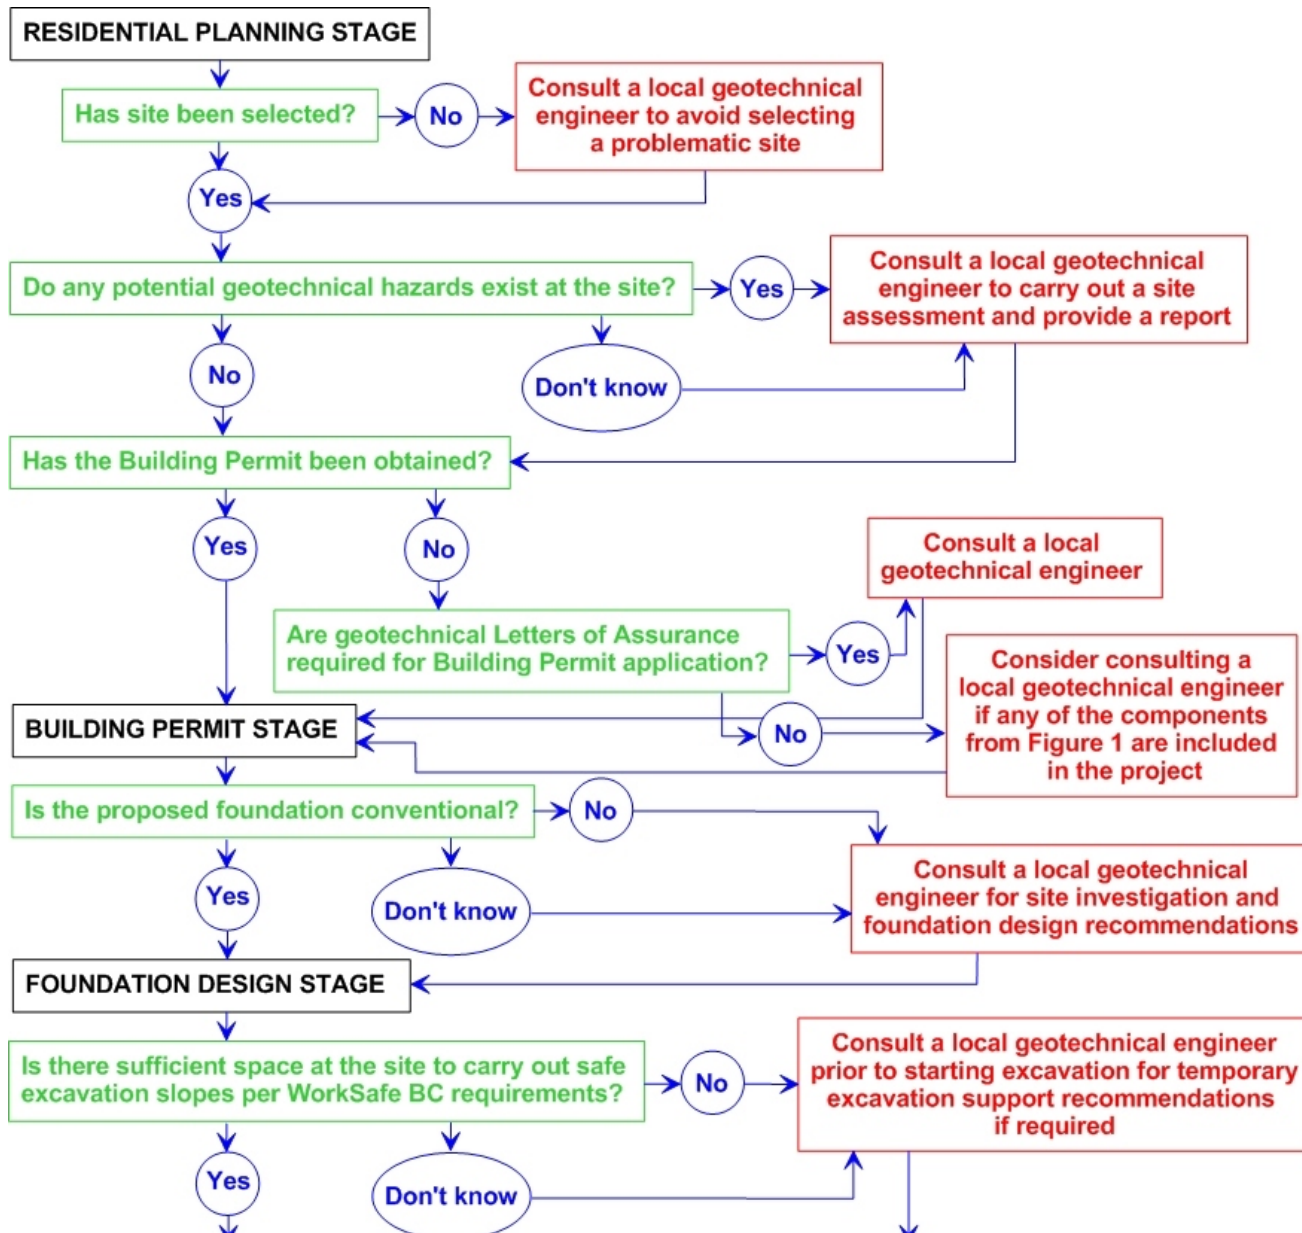 RESIDENTIAL PLANNING STAGE
Has site been selected?
No
Consult a local geotechnical
engineer to avoid selecting
a problematic site
Yes
Do any potential geotechnical hazards exist at the site?
Yes
Consult a local geotechnical
engineer to carry out a site
assessment and provide a report
No
Don't know
Has the Building Permit been obtained?
Yes
No
Consult a local
geotechnical engineer
Are geotechnical Letters of Assurance
required for Building Permit application?
Yes
Consider consulting a
local geotechnical engineer
if any of the components
from Figure 1 are included
in the project
No
BUILDING PERMIT STAGE
Is the proposed foundation conventional?
No
Yes
Don't know
Consult a local geotechnical
engineer for site investigation and
foundation design recommendations
FOUNDATION DESIGN STAGE
Is there sufficient space at the site to carry out safe
excavation slopes per WorkSafe BC requirements?
No
Consult a local geotechnical engineer
prior to starting excavation for temporary
excavation support recommendations
if required
Yes
Don't know